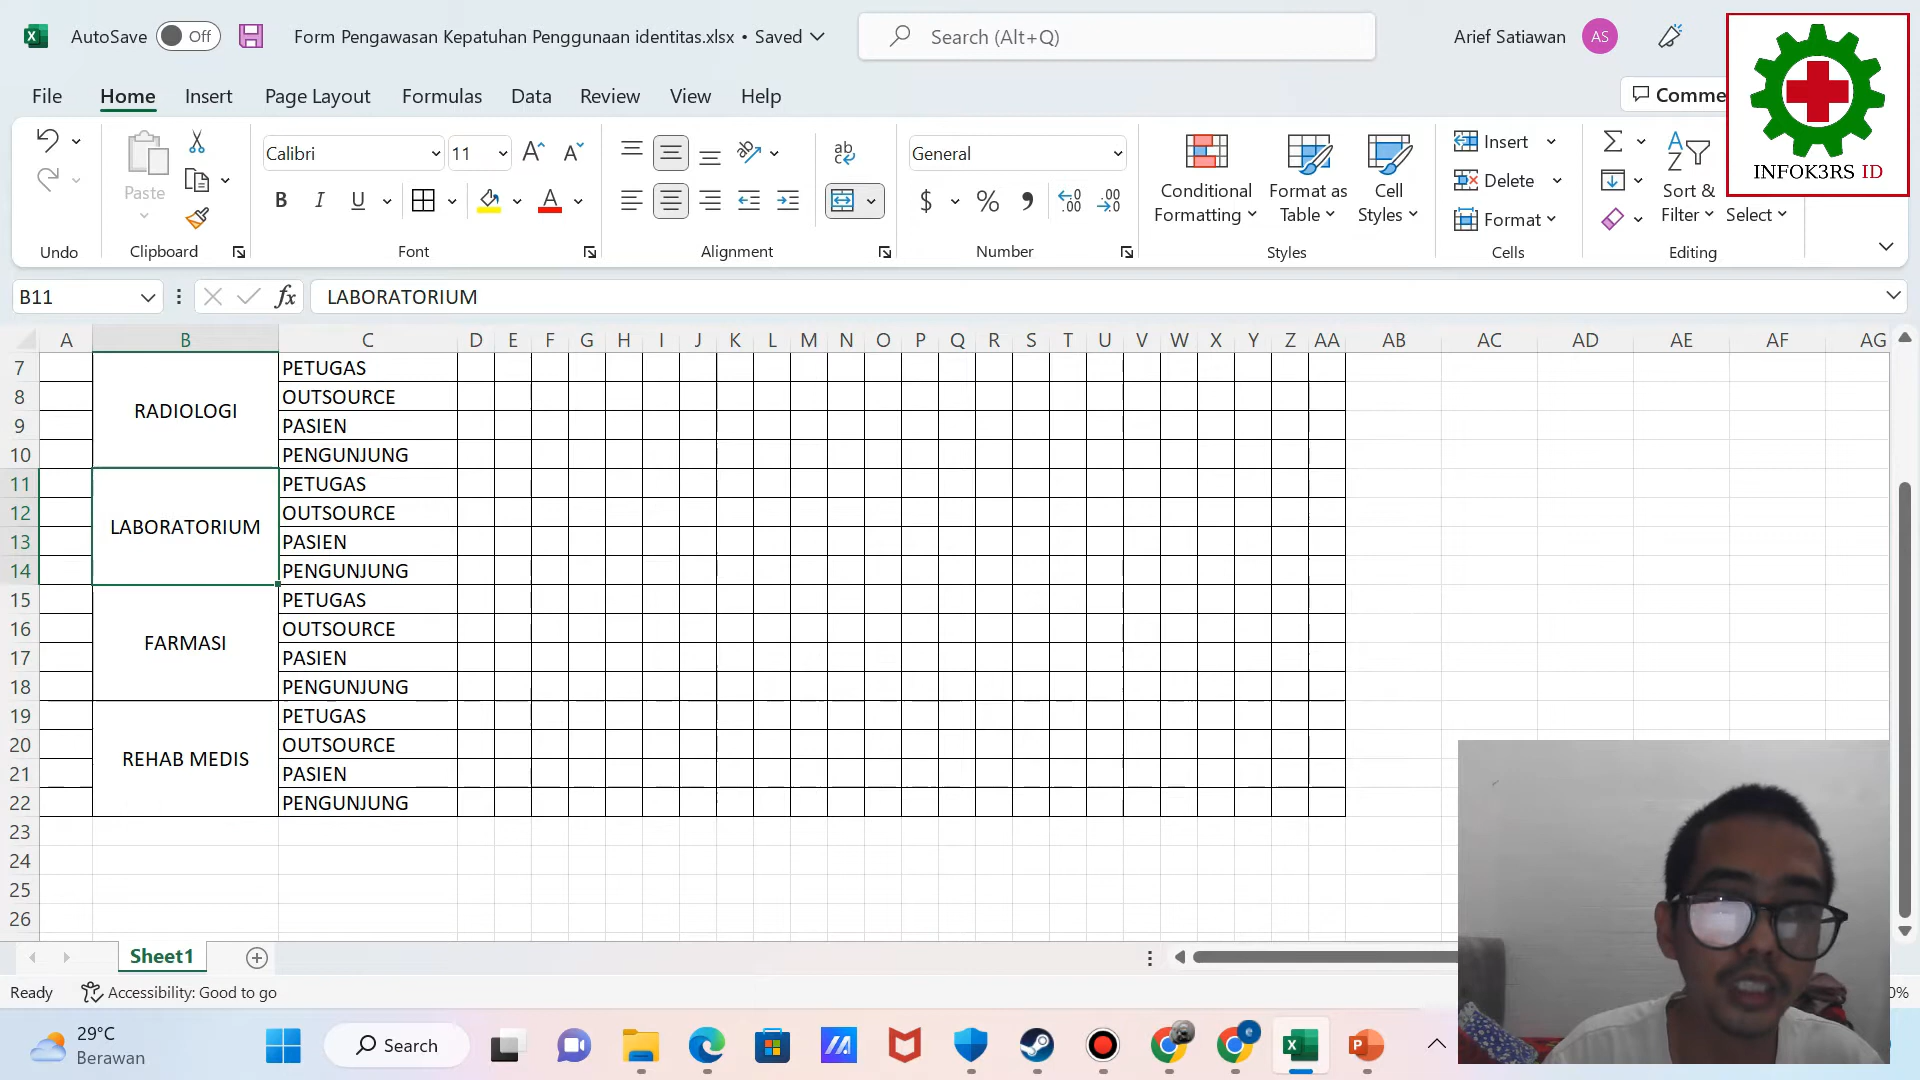 AutoSave Off Form Pengawasan Kepatuhan Penggunaan identitas.xlsx • Saved Search (Alt+Q) Arief Satiawan AS
File Home Insert Page Layout Formulas Data Review View Help Comme
INFOK3RS ID
Paste
Calibri 11
General
B I U
ab
$ % 9
Conditional Formatting
Format as Table
Cell Styles
Insert
Delete
Format
Sort & Filter
Select
Undo Clipboard Font Alignment Number Styles Cells Editing
B11 fx LABORATORIUM
A B C D E F G H I J K L M N O P Q R S T U V W X Y Z AA AB AC AD AE AF AG
7 PETUGAS
8 OUTSOURCE
RADIOLOGI
9 PASIEN
10 PENGUNJUNG
11 PETUGAS
12 OUTSOURCE
LABORATORIUM
13 PASIEN
14 PENGUNJUNG
15 PETUGAS
16 OUTSOURCE
FARMASI
17 PASIEN
18 PENGUNJUNG
19 PETUGAS
20 OUTSOURCE
REHAB MEDIS
21 PASIEN
22 PENGUNJUNG
23
24
25
26
Sheet1
Ready Accessibility: Good to go 0%
29°C
Berawan
Search